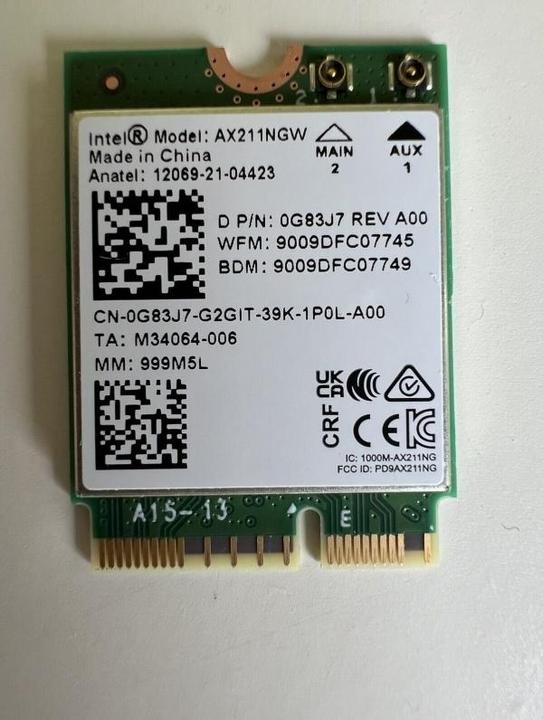 2 1
Intel® Model: AX211NGW
MAIN
2
AUX
1
Made in China
Anatel: 12069-21-04423
D P/N: 0G83J7 REV A00
WFM: 9009DFC07745
BDM: 9009DFC07749
CN-0G83J7-G2GIT-39K-1P0L-A00
TA: M34064-006
MM: 999M5L
UK
CA
CRF
CE
IC: 1000M-AX211NG
FCC ID: PD9AX211NG
A15-13
E